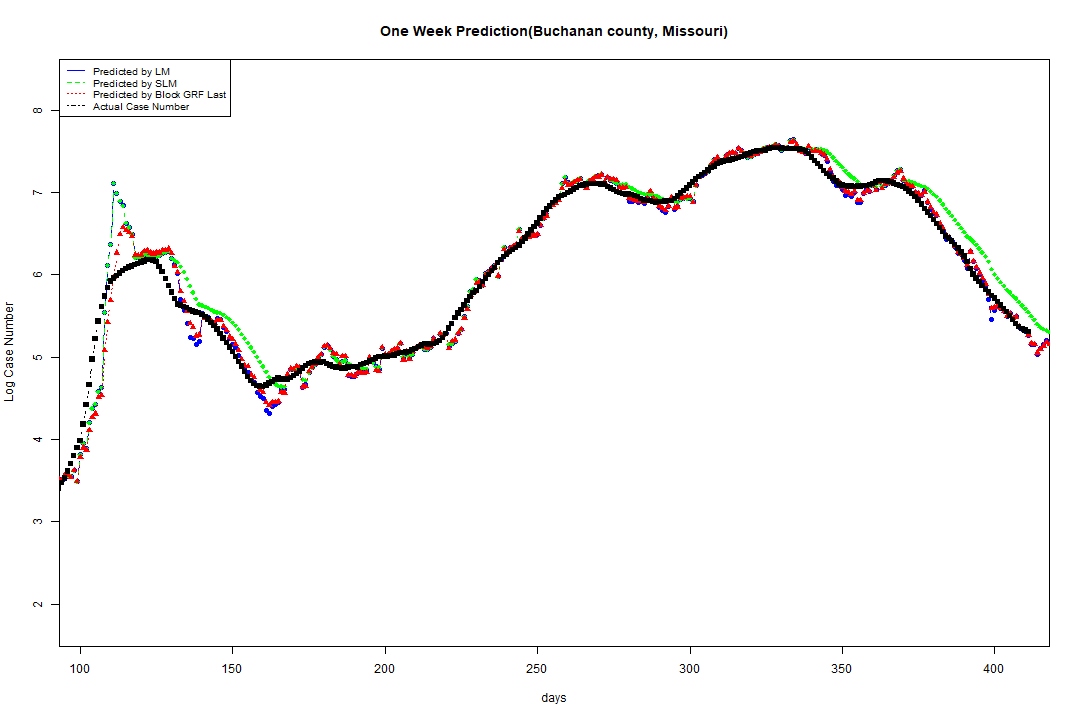 One Week Prediction(Buchanan county, Missouri)
Predicted by LM
Predicted by SLM
Predicted by Block GRF Last
Actual Case Number
8
7
6
5
4
3
2
Log Case Number
100 150 200 250 300 350 400
days